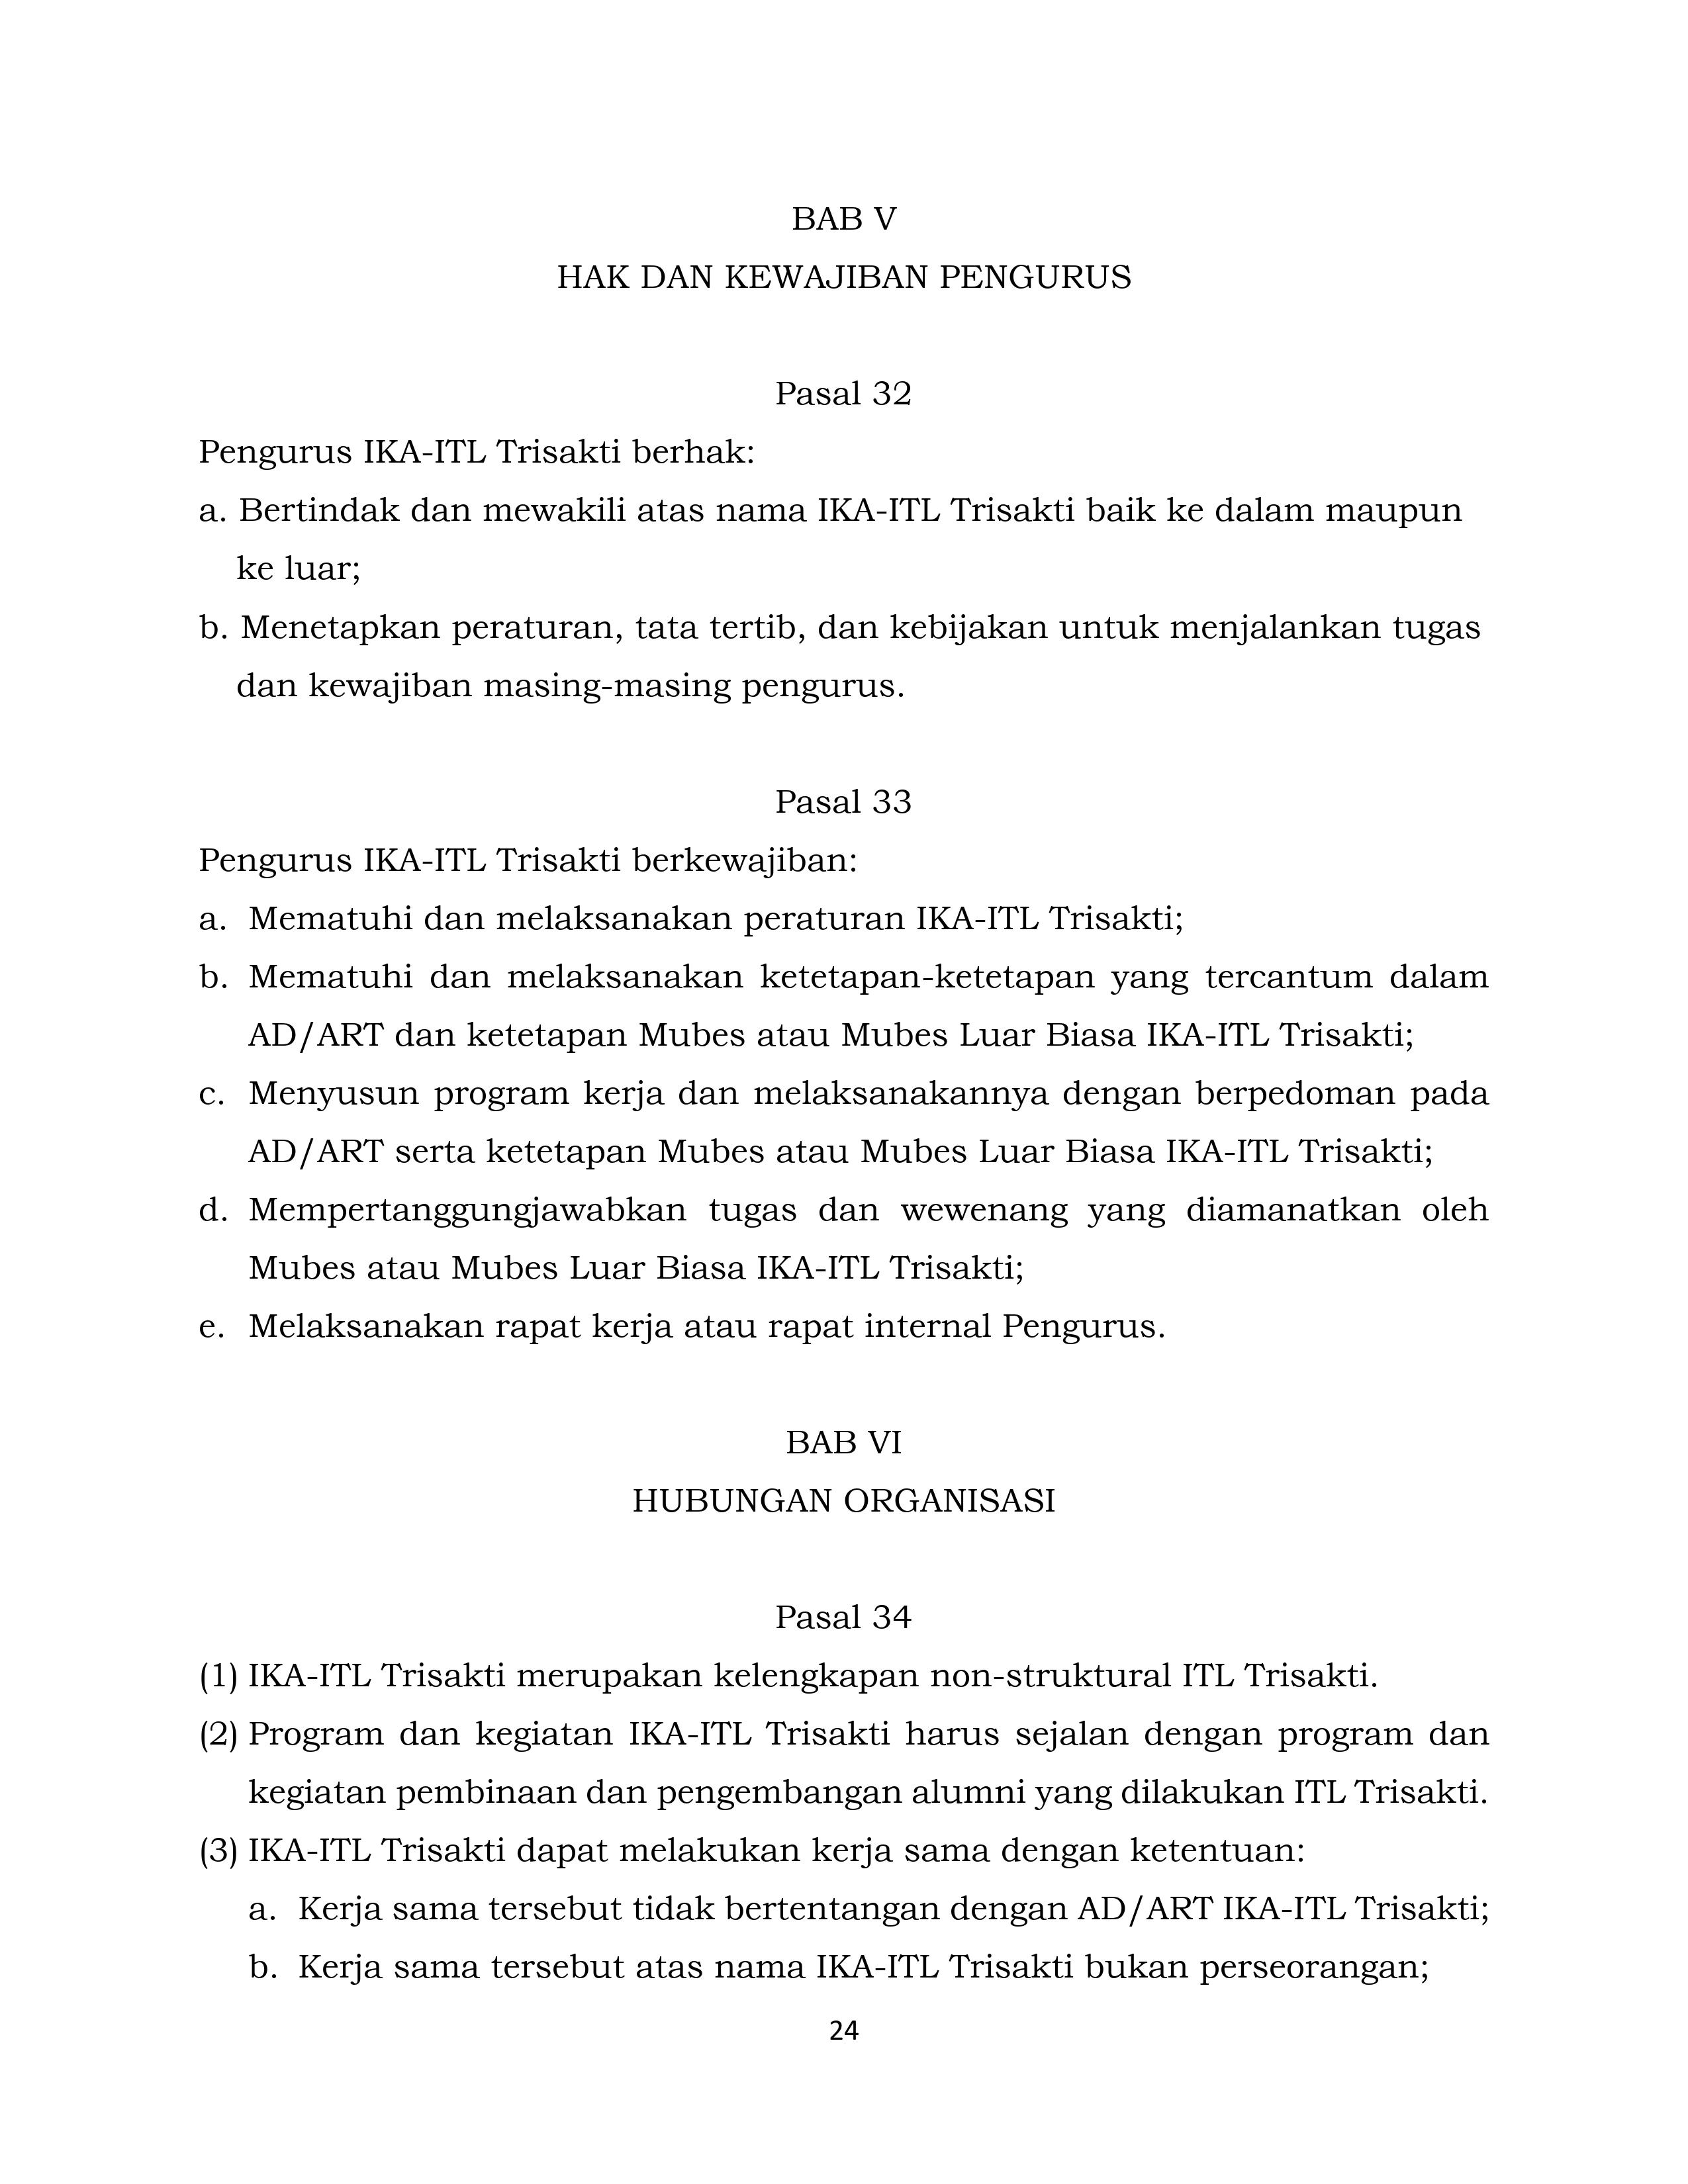 BAB V
HAK DAN KEWAJIBAN PENGURUS
Pasal 32
Pengurus IKA-ITL Trisakti berhak:
a. Bertindak dan mewakili atas nama IKA-ITL Trisakti baik ke dalam maupun
ke luar;
b. Menetapkan peraturan, tata tertib, dan kebijakan untuk menjalankan tugas
dan kewajiban masing-masing pengurus.
Pasal 33
Pengurus IKA-ITL Trisakti berkewajiban:
a. Mematuhi dan melaksanakan peraturan IKA-ITL Trisakti;
b. Mematuhi dan melaksanakan ketetapan-ketetapan yang tercantum dalam
AD/ART dan ketetapan Mubes atau Mubes Luar Biasa IKA-ITL Trisakti;
c. Menyusun program kerja dan melaksanakannya dengan berpedoman pada
AD/ART serta ketetapan Mubes atau Mubes Luar Biasa IKA-ITL Trisakti;
d. Mempertanggungjawabkan tugas dan wewenang yang diamanatkan oleh
Mubes atau Mubes Luar Biasa IKA-ITL Trisakti;
e. Melaksanakan rapat kerja atau rapat internal Pengurus.
BAB VI
HUBUNGAN ORGANISASI
Pasal 34
(1) IKA-ITL Trisakti merupakan kelengkapan non-struktural ITL Trisakti.
(2) Program dan kegiatan IKA-ITL Trisakti harus sejalan dengan program dan
kegiatan pembinaan dan pengembangan alumni yang dilakukan ITL Trisakti.
(3) IKA-ITL Trisakti dapat melakukan kerja sama dengan ketentuan:
a. Kerja sama tersebut tidak bertentangan dengan AD/ART IKA-ITL Trisakti;
b. Kerja sama tersebut atas nama IKA-ITL Trisakti bukan perseorangan;
24